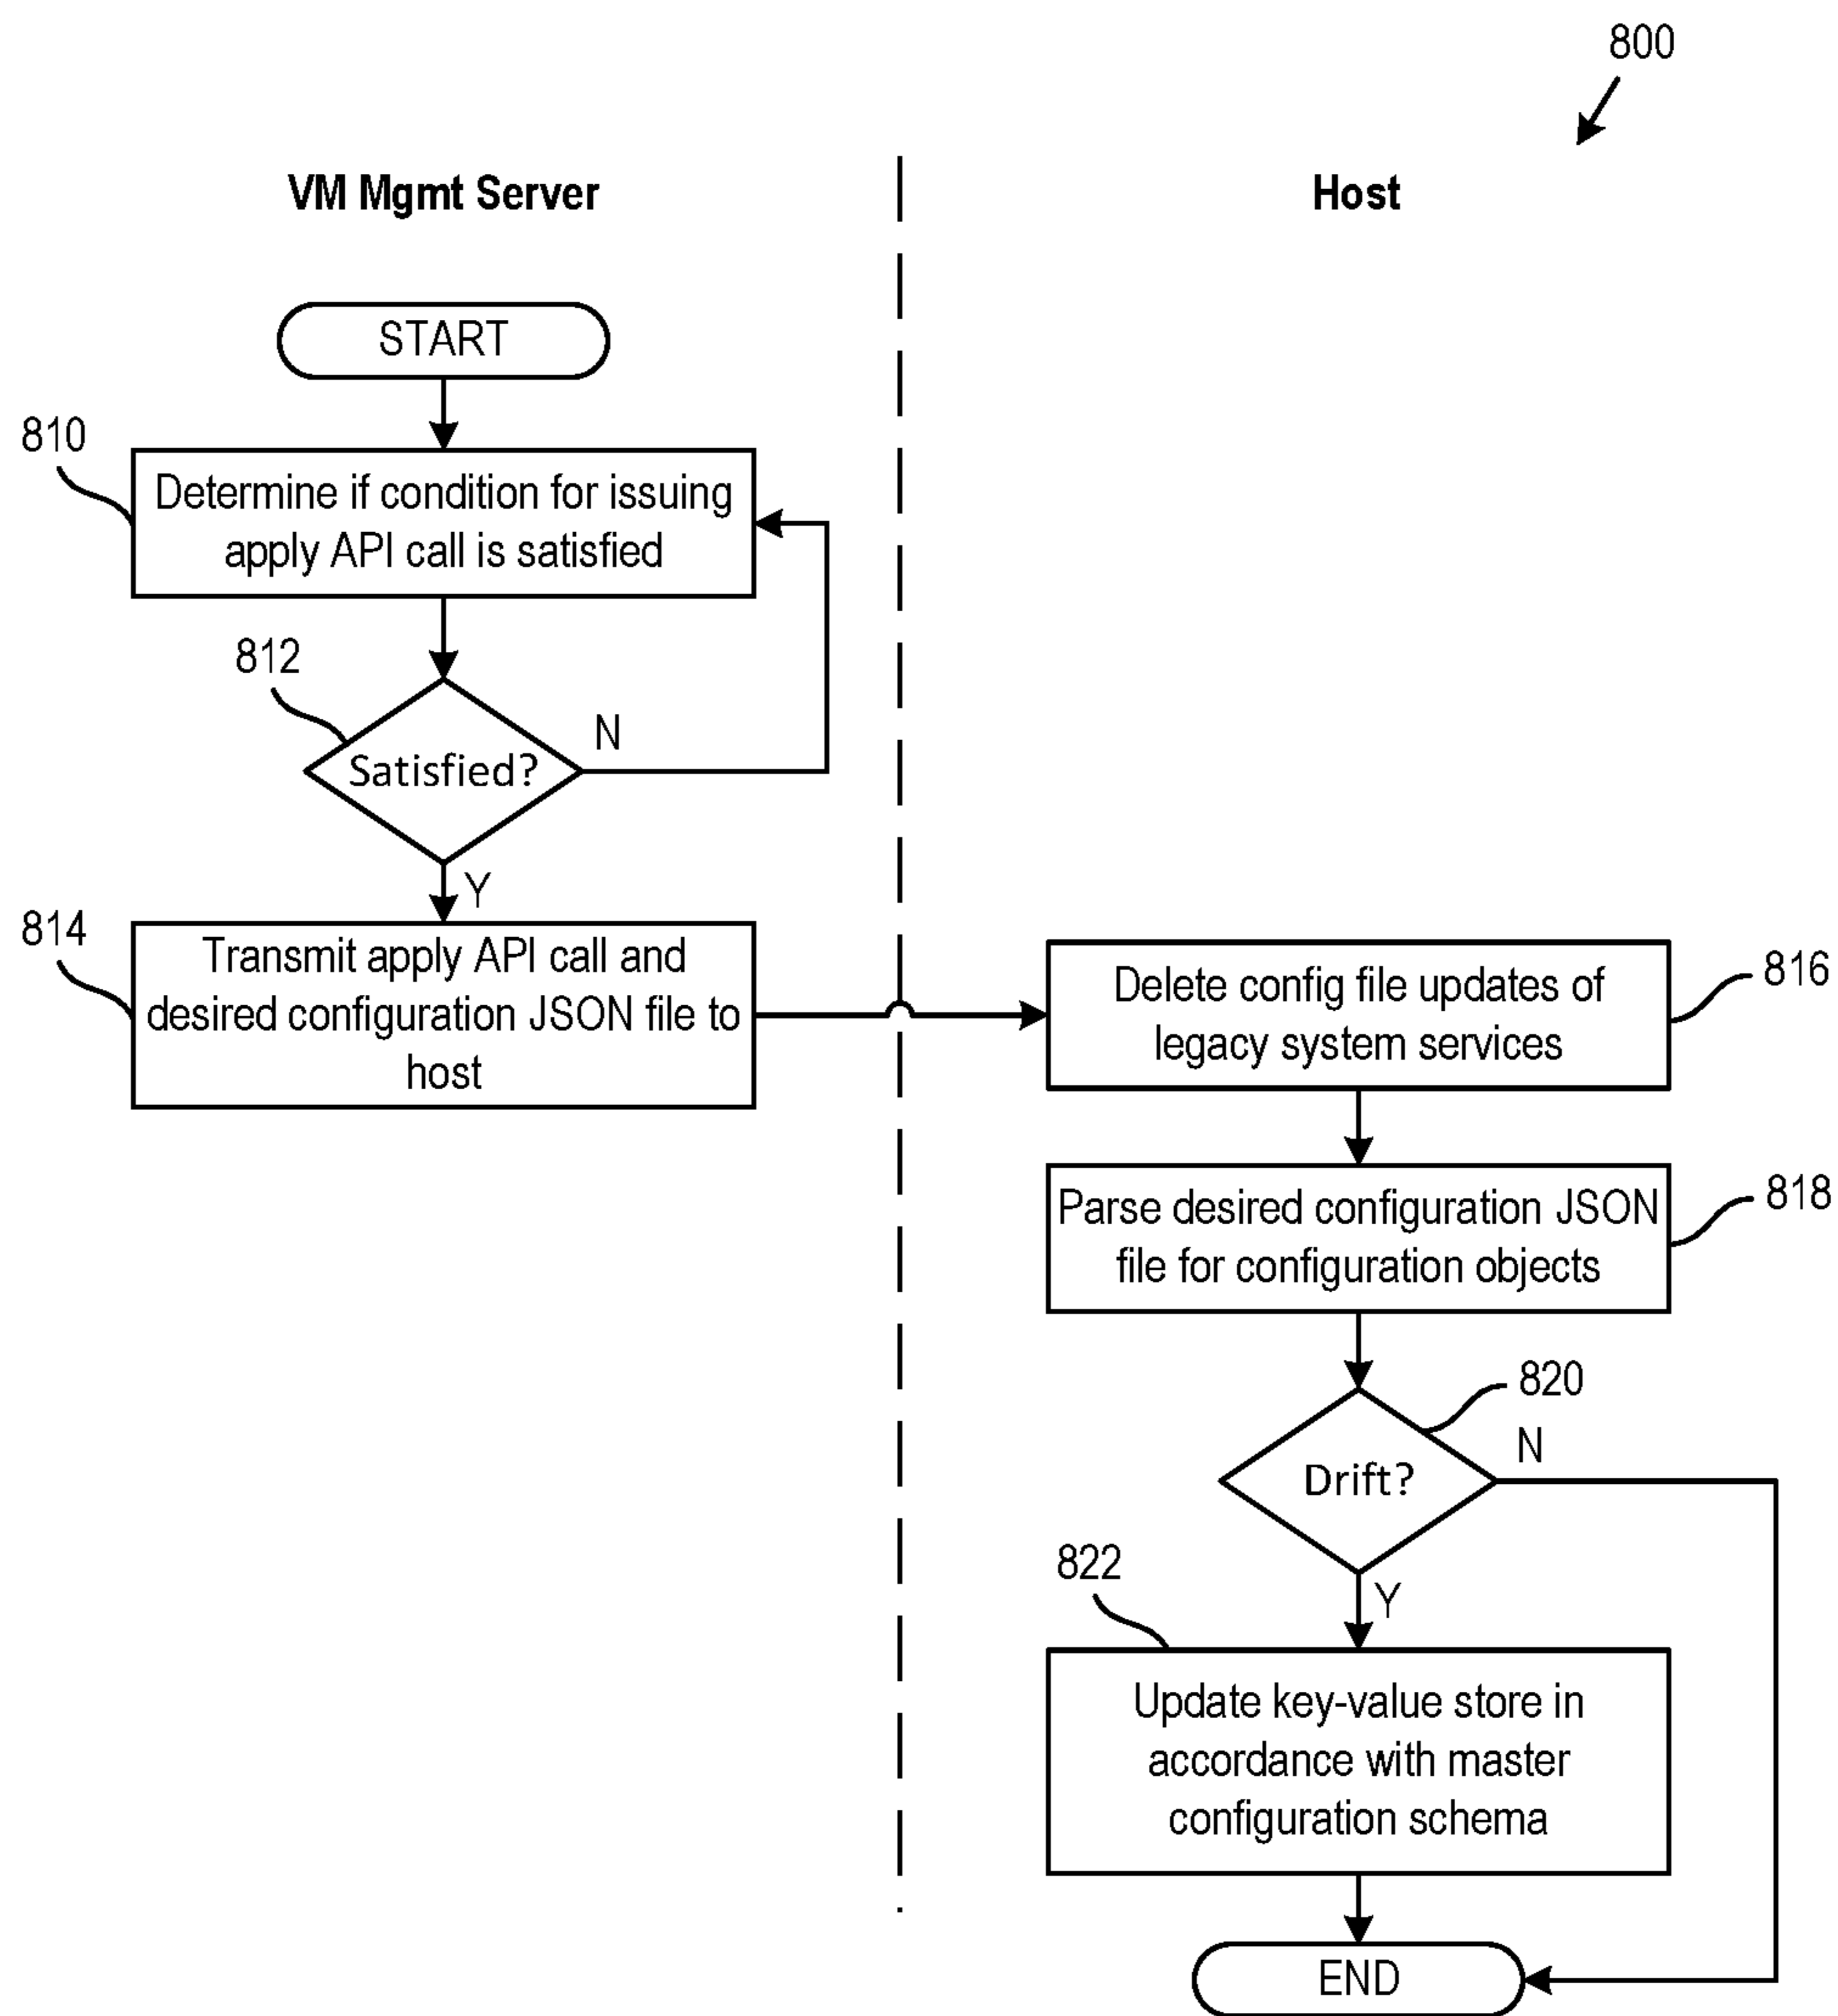 800
VM Mgmt Server
Host
START
810
Determine if condition for issuing
apply API call is satisfied
812
Satisfied?
N
Y
814
Transmit apply API call and
desired configuration JSON file to
host
Delete config file updates of
legacy system services
816
Parse desired configuration JSON
file for configuration objects
818
820
Drift?
N
Y
822
Update key-value store in
accordance with master
configuration schema
END